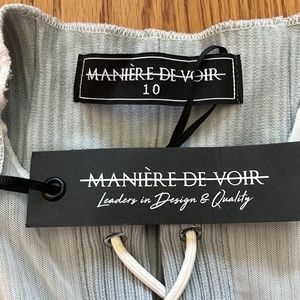 MANIÈRE DE VOIR
10
MANIÈRE DE VOIR
Leaders in Design & Quality